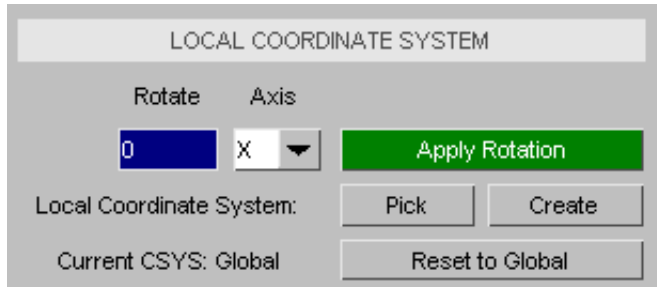 LOCAL COORDINATE SYSTEM
Rotate Axis
0 X Apply Rotation
Local Coordinate System: Pick Create
Current CSYS: Global Reset to Global